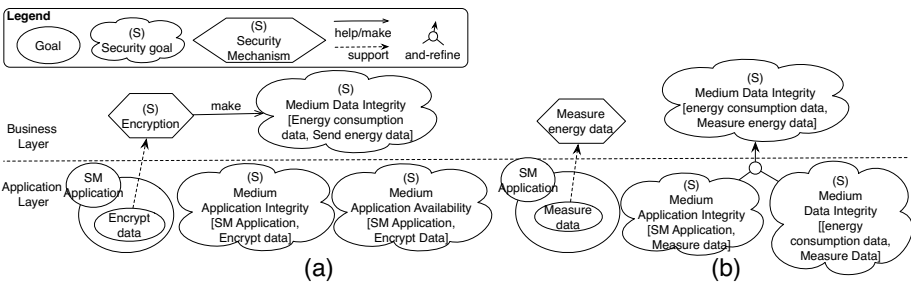 Legend
Goal
(S)
Security goal
(S)
Security
Mechanism
help/make
support
and-refine
Business
Layer
Application
Layer
(S)
Encryption
make
(S)
Medium Data Integrity
[Energy consumption
data, Send energy data]
SM
Application
Encrypt
data
(S)
Medium
Application Integrity
[SM Application,
Encrypt data]
(S)
Medium
Application Availability
[SM Application,
Encrypt Data]
(a)
Measure
energy data
(S)
Medium Data Integrity
[energy consumption data,
Measure energy data]
SM
Application
Measure
data
(S)
Medium
Application Integrity
[SM Application,
Measure data]
(S)
Medium
Data Integrity
[[energy
consumption data,
Measure Data]
(b)